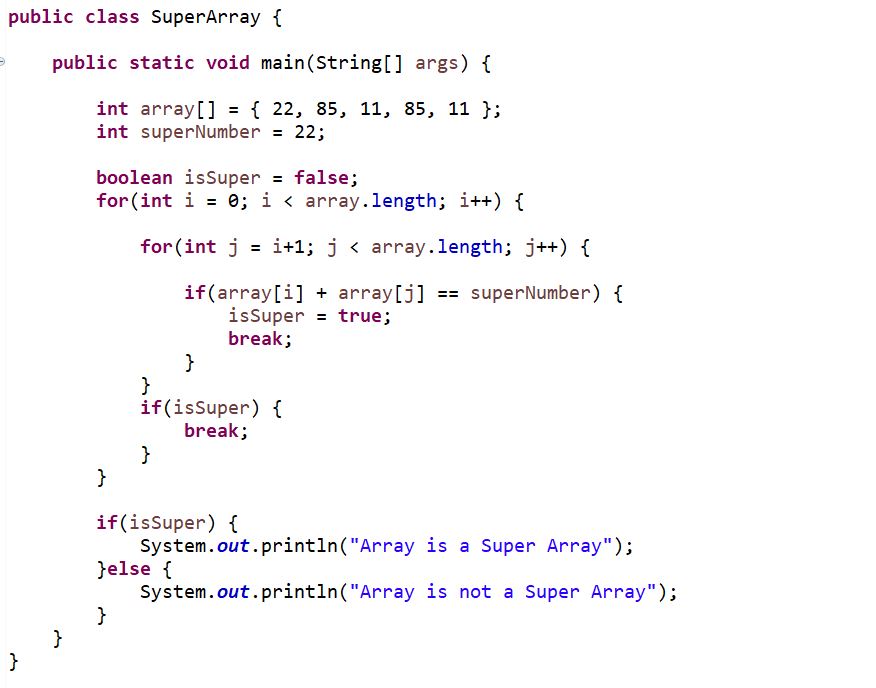 public class SuperArray {
public static void main(String[] args) {
int array[] = { 22, 85, 11, 85, 11 };
int superNumber = 22;
boolean isSuper = false;
for(int i = 0; i < array.length; i++) {
for(int j = i+1; j < array.length; j++) {
if(array[i] + array[j] == superNumber) {
isSuper = true;
break;
}
}
if(isSuper) {
break;
}
}
if(isSuper) {
System.out.println("Array is a Super Array");
}else {
System.out.println("Array is not a Super Array");
}
}
}